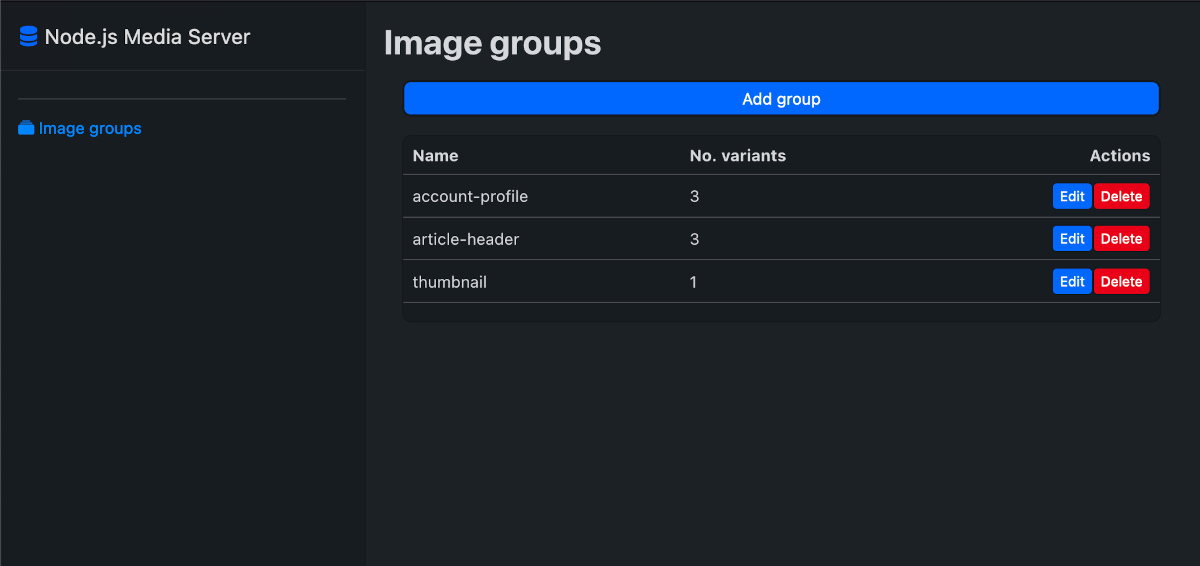 Node.js Media Server
Image groups
Image groups
Add group
Name No. variants Actions
account-profile 3 Edit Delete
article-header 3 Edit Delete
thumbnail 1 Edit Delete